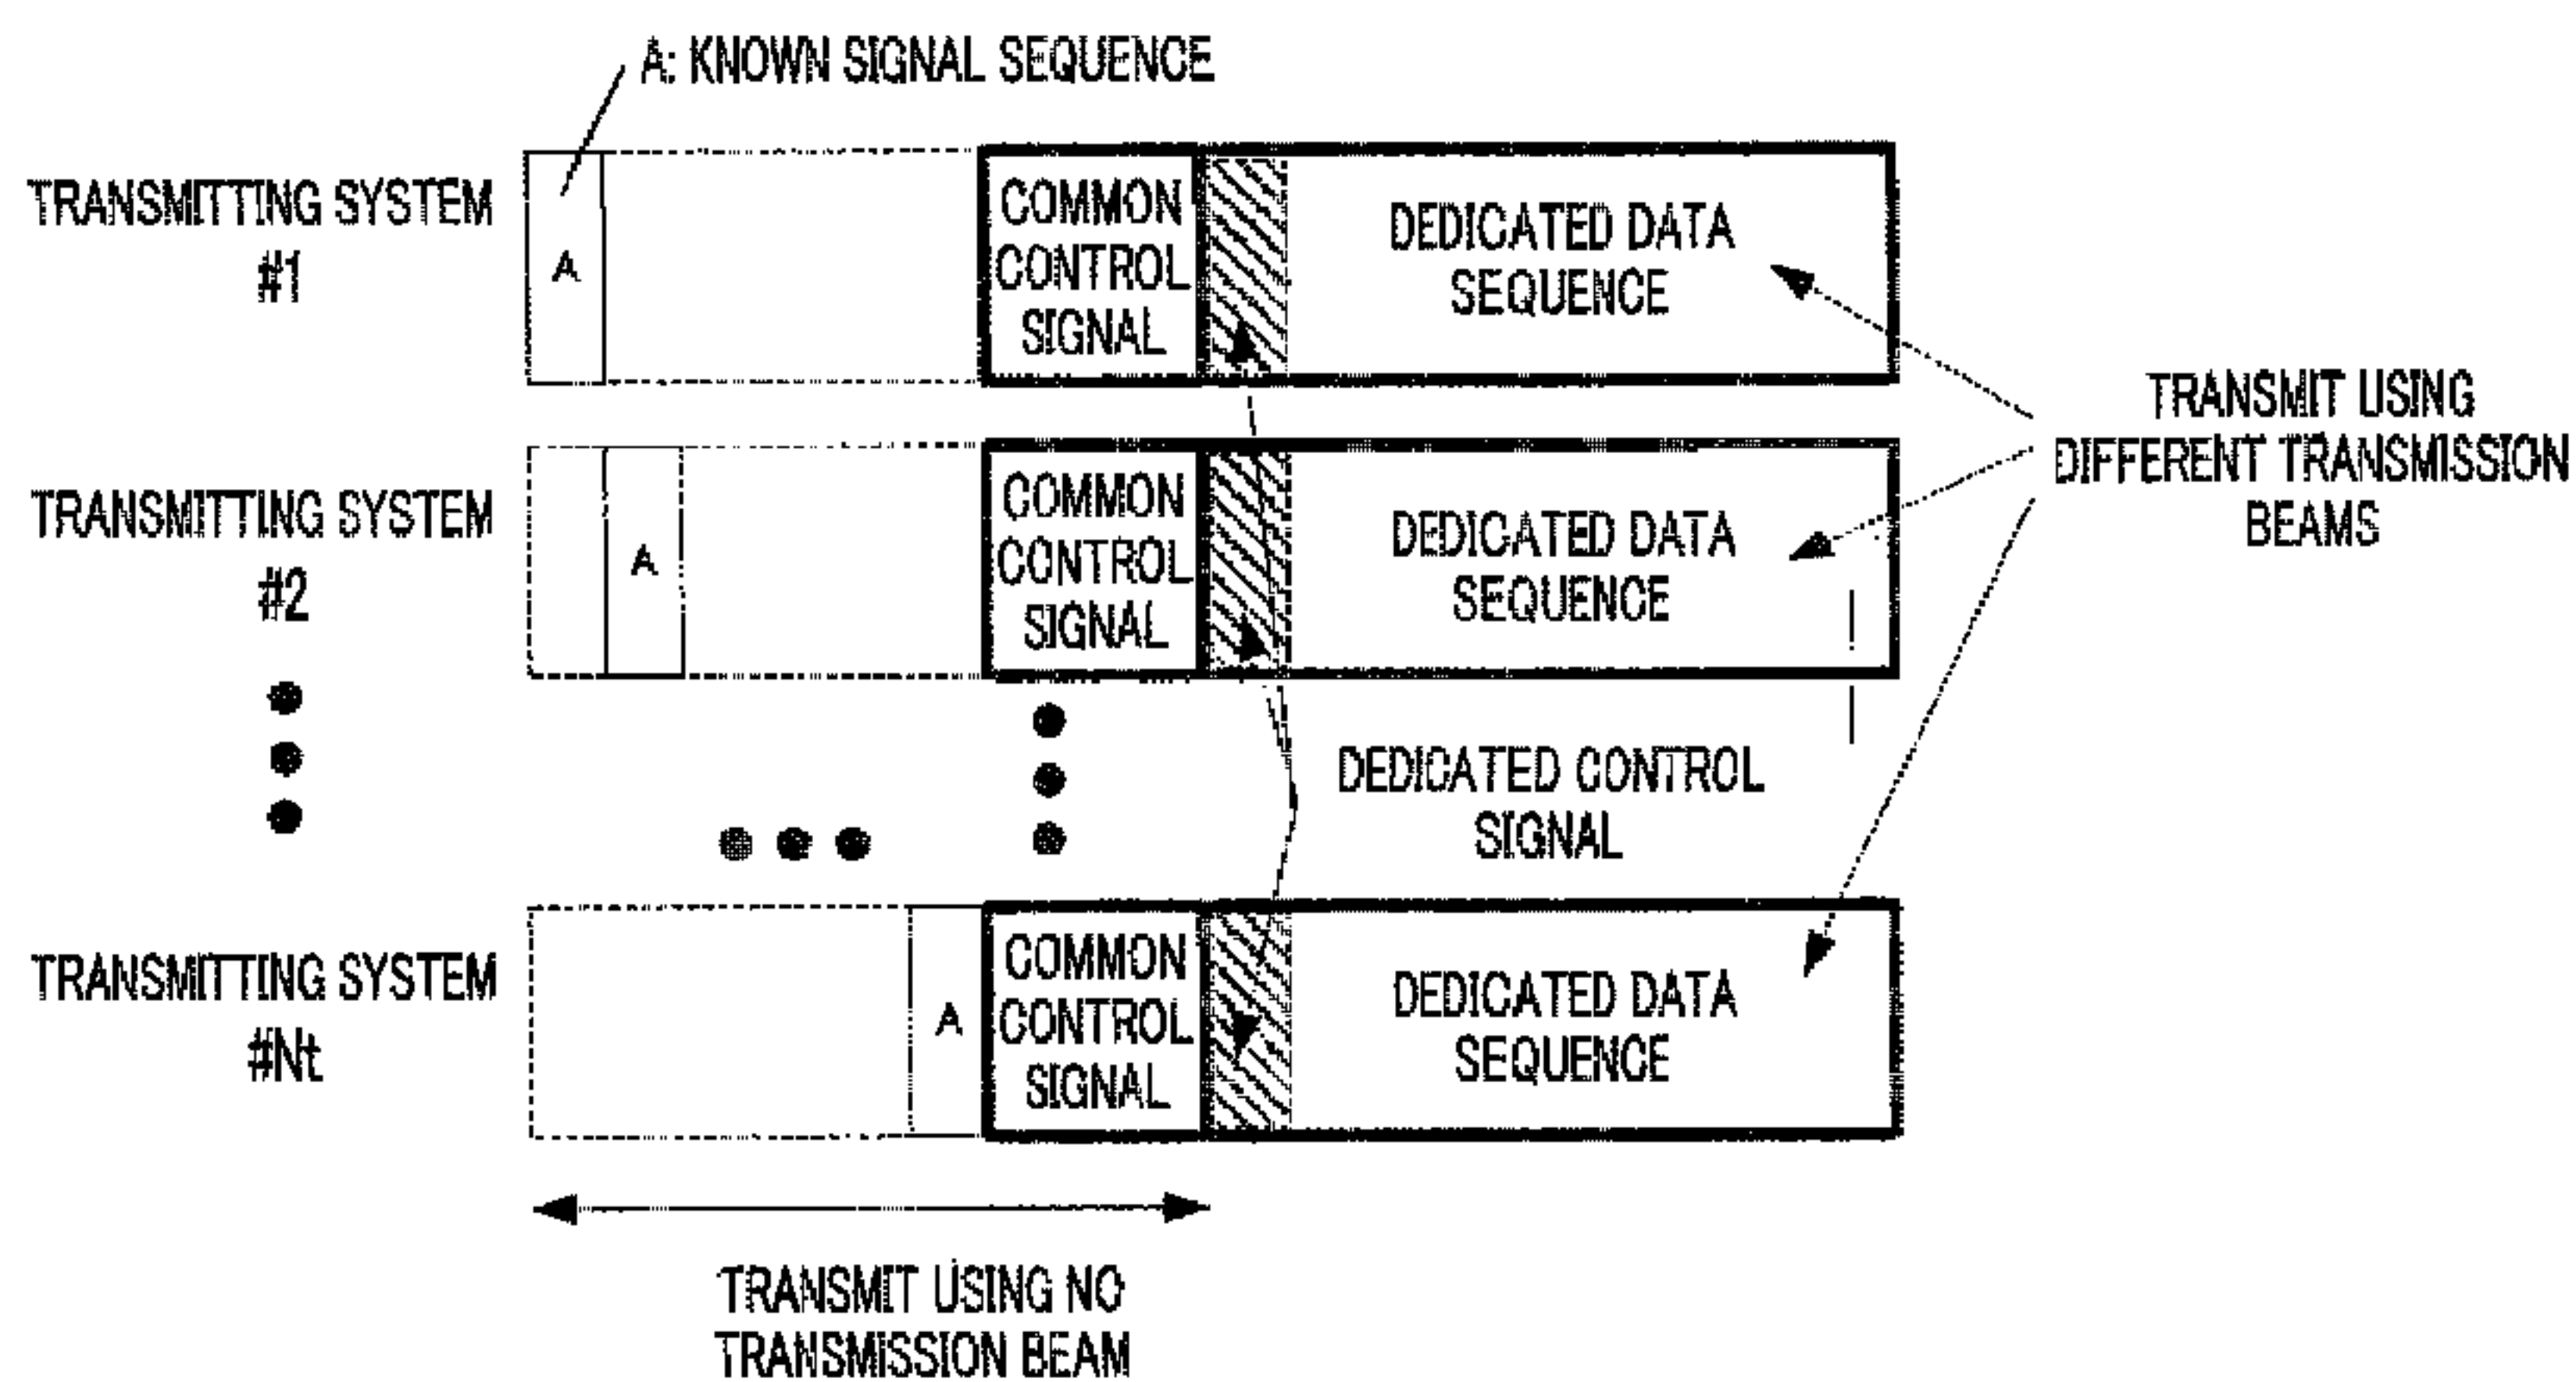 A: KNOWN SIGNAL SEQUENCE
TRANSMITTING SYSTEM
#1
A
COMMON
CONTROL
SIGNAL
DEDICATED DATA
SEQUENCE
TRANSMIT USING
DIFFERENT TRANSMISSION
BEAMS
TRANSMITTING SYSTEM
#2
A
COMMON
CONTROL
SIGNAL
DEDICATED DATA
SEQUENCE
DEDICATED CONTROL
SIGNAL
TRANSMITTING SYSTEM
#Nt
A
COMMON
CONTROL
SIGNAL
DEDICATED DATA
SEQUENCE
TRANSMIT USING NO
TRANSMISSION BEAM